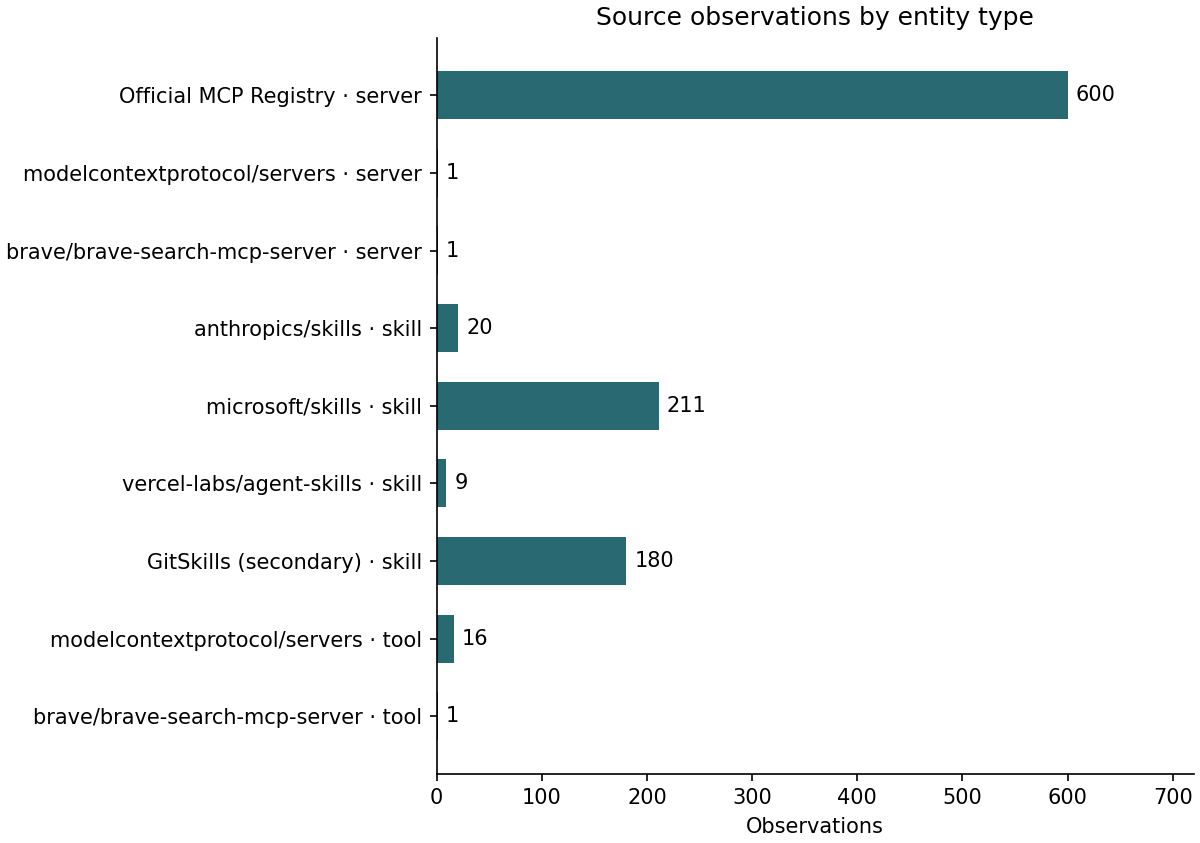 Source observations by entity type
Official MCP Registry · server
600
modelcontextprotocol/servers · server
1
brave/brave-search-mcp-server · server
1
anthropics/skills · skill
20
microsoft/skills · skill
211
vercel-labs/agent-skills · skill
9
GitSkills (secondary) · skill
180
modelcontextprotocol/servers · tool
16
brave/brave-search-mcp-server · tool
1
0 100 200 300 400 500 600 700
Observations